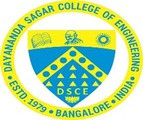 DAYANANDA SAGAR COLLEGE OF ENGINEERING
DSCE
• ESTD. 1979 • BANGALORE • INDIA •